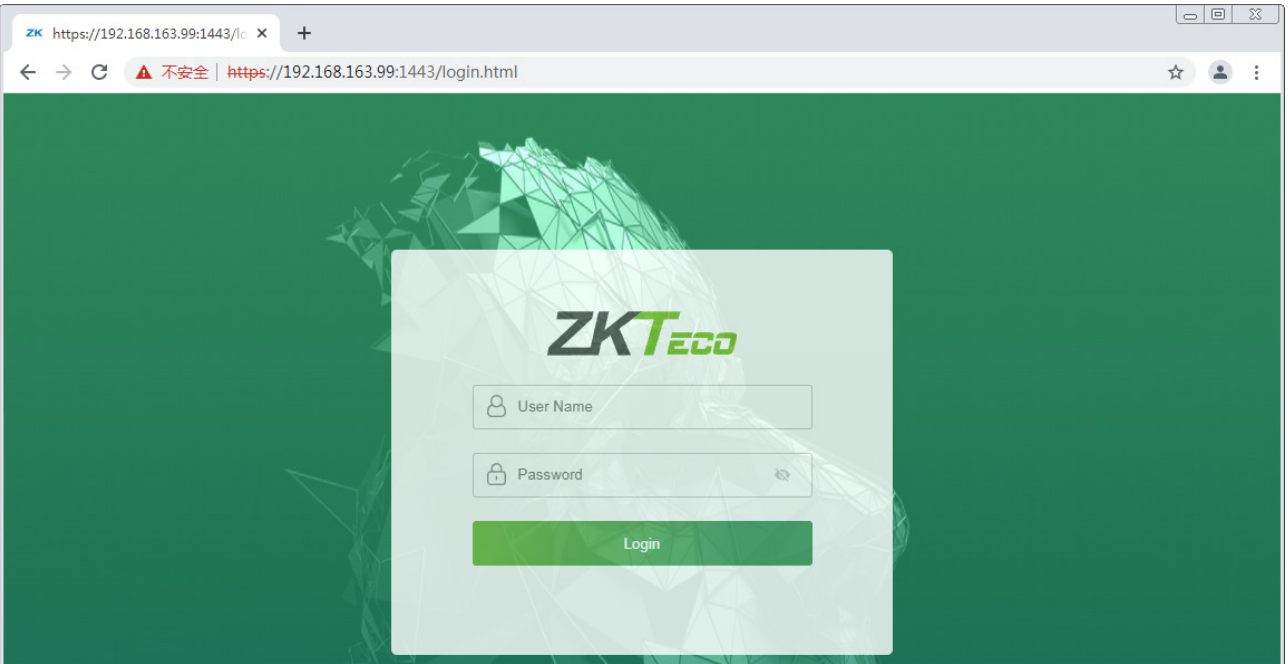 ZK https://192.168.163.99:1443/lo
不安全 https://192.168.163.99:1443/login.html
ZKTECO
User Name
Password
Login